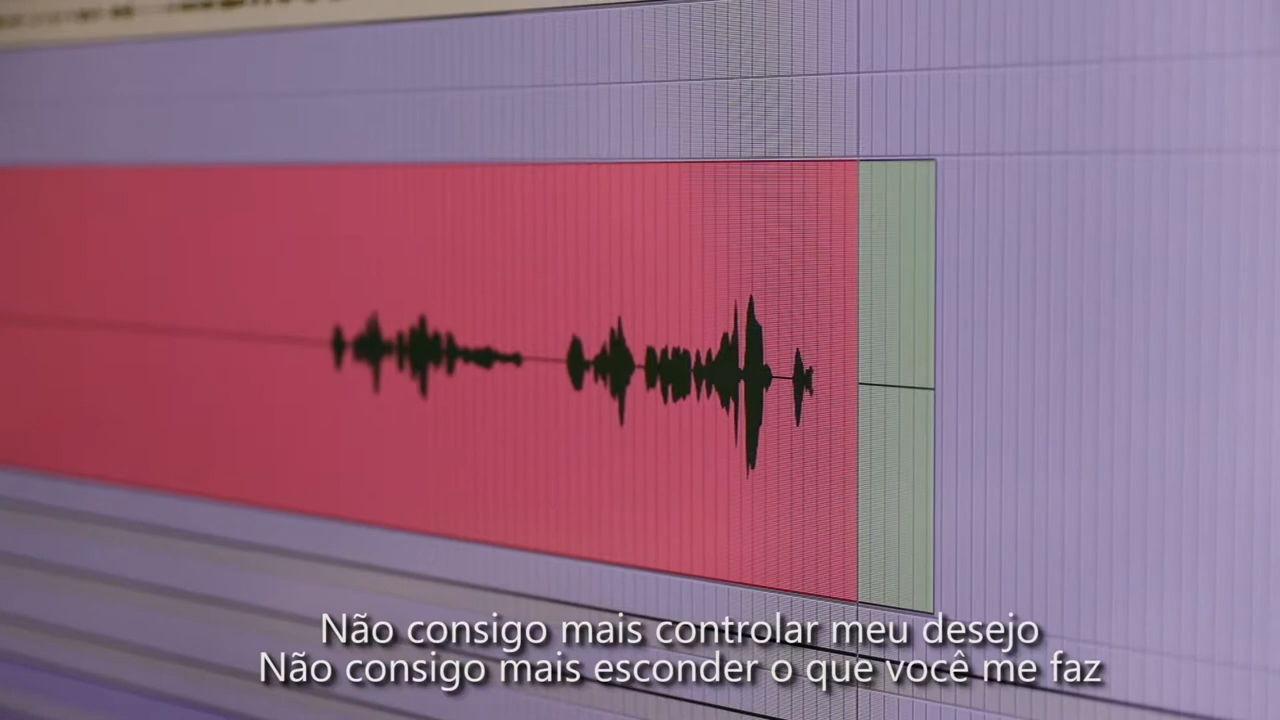 Não consigo mais controlar meu desejo
Não consigo mais esconder o que você me faz